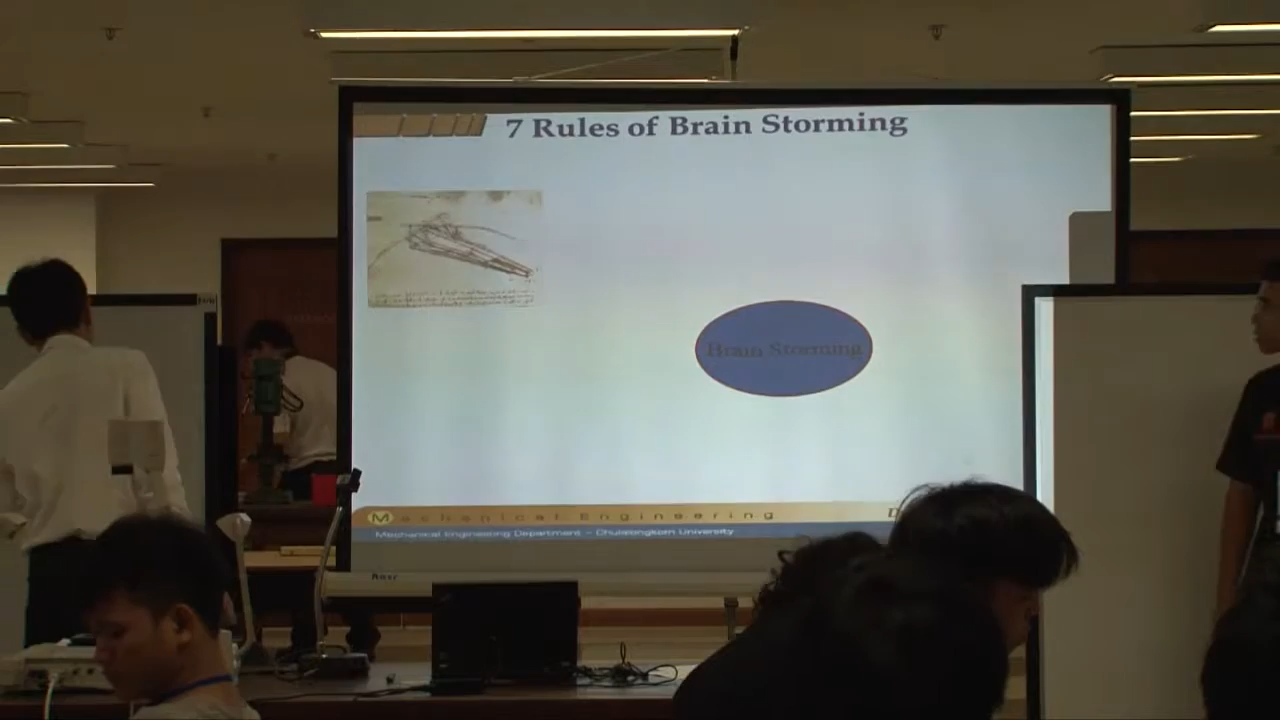 7 Rules of Brain Storming
Brain Storming
Mechanical Engineering
Mechanical Engineering Department – Chulalongkorn University